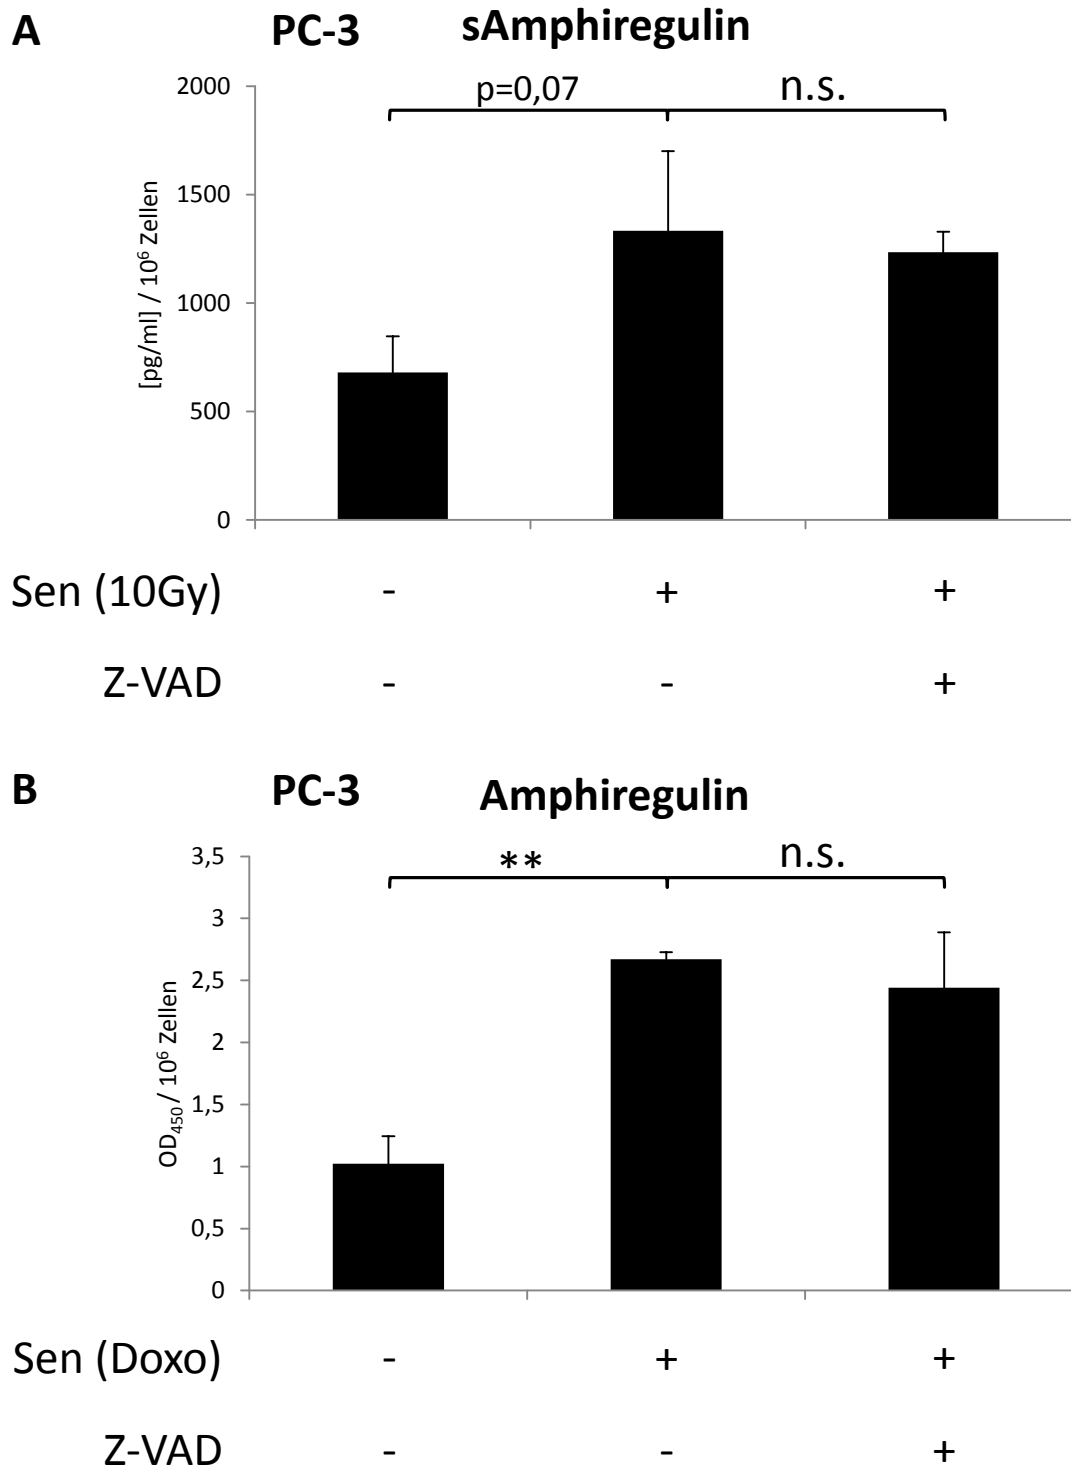 A PC-3 sAmphiregulin
p=0,07 n.s.
2000
1500
1000
500
0
[pg/ml] / 10⁶ Zellen
Sen (10Gy) - + +
Z-VAD - - +
B PC-3 Amphiregulin
** n.s.
3,5
3
2,5
2
1,5
1
0,5
0
OD₄₅₀ / 10⁶ Zellen
Sen (Doxo) - + +
Z-VAD - - +